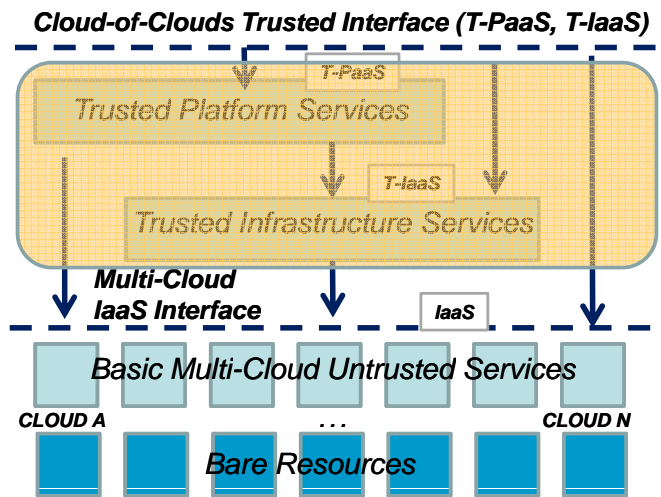 Cloud-of-Clouds Trusted Interface (T-PaaS, T-IaaS)
T-PaaS
Trusted Platform Services
T-IaaS
Trusted Infrastructure Services
Multi-Cloud
IaaS Interface
IaaS
Basic Multi-Cloud Untrusted Services
CLOUD A
. . .
CLOUD N
Bare Resources